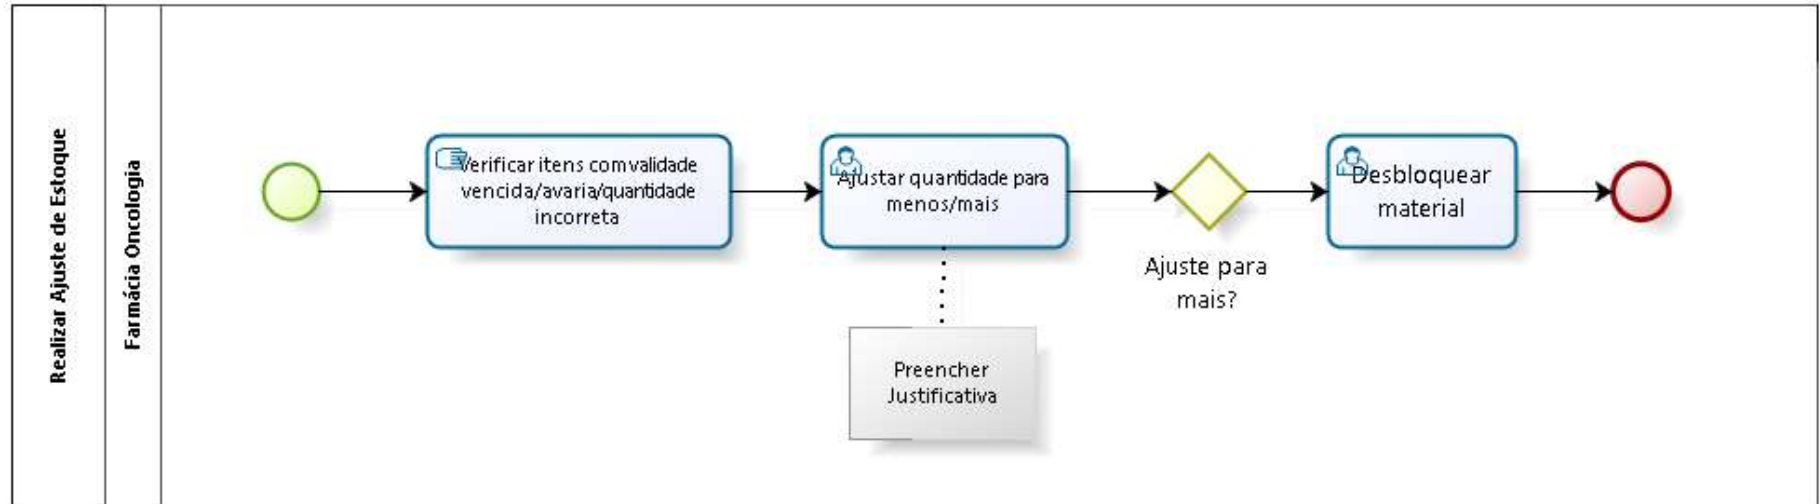 Realizar Ajuste de Estoque
Farmácia Oncologia
Verificar itens com validade
vencida/avaria/quantidade
incorreta
Ajustar quantidade para
menos/mais
Ajuste para
mais?
Desbloquear
material
Preencher
Justificativa